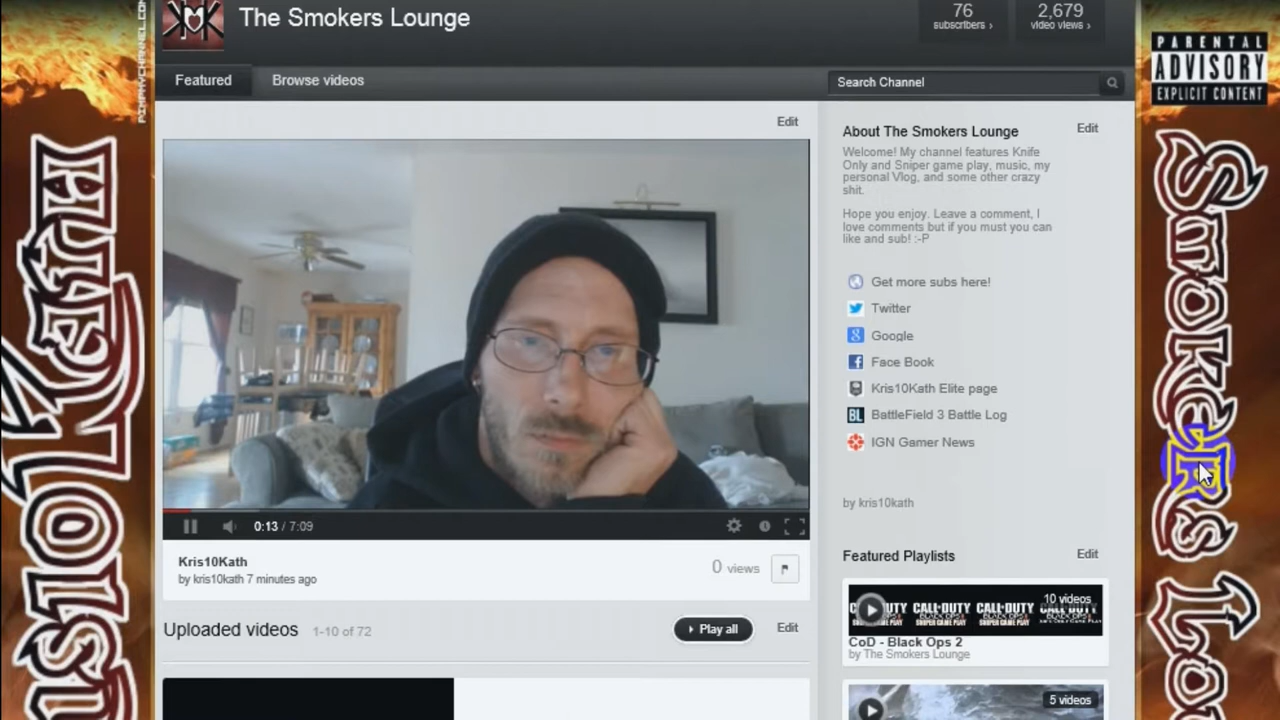 The Smokers Lounge
76
subscribers ›
2,679
video views ›
PARENTAL
ADVISORY
EXPLICIT CONTENT
Featured
Browse videos
Search Channel
Edit
About The Smokers Lounge
Edit
Welcome! My channel features Knife
Only and Sniper game play, music, my
personal Vlog, and some other crazy
shit.
Hope you enjoy. Leave a comment, I
love comments but if you must you can
like and sub! :-P
Get more subs here!
Twitter
Google
Face Book
Kris10Kath Elite page
BL
BattleField 3 Battle Log
IGN Gamer News
by kris10kath
0:13 / 7:09
Kris10Kath
by kris10kath 7 minutes ago
0 views
Uploaded videos 1-10 of 72
Play all
Edit
Featured Playlists
Edit
10 videos
CALL·DUTY
CALL·DUTY
CoD - Black Ops 2
by The Smokers Lounge
5 videos
Smokers